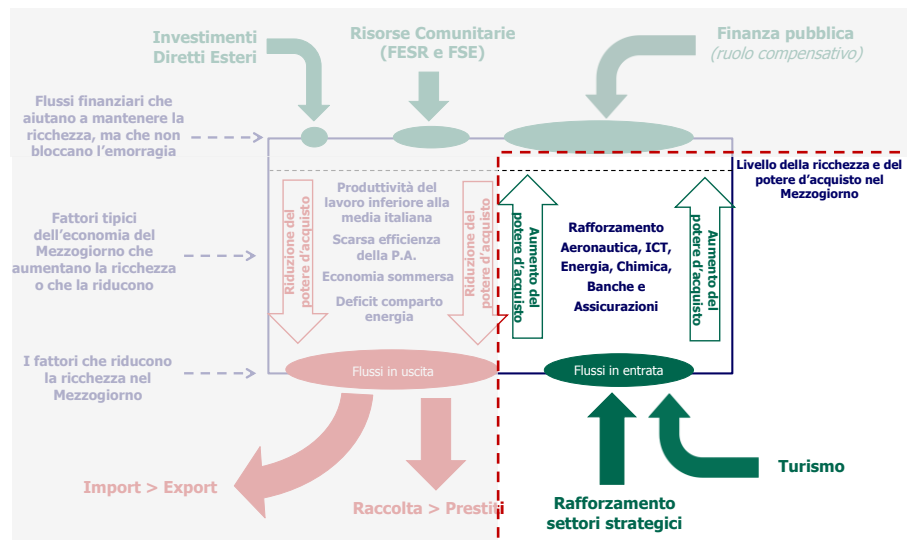 Investimenti
Diretti Esteri
Risorse Comunitarie
(FESR e FSE)
Finanza pubblica
(ruolo compensativo)
Flussi finanziari che
aiutano a mantenere la
ricchezza, ma che non
bloccano l'emorragia
Livello della ricchezza e del
potere d'acquisto nel
Mezzogiorno
Fattori tipici
dell'economia del
Mezzogiorno che
aumentano la ricchezza
o che la riducono
Riduzione del
potere d'acquisto
Produttività del
lavoro inferiore alla
media italiana
Scarsa efficienza
della P.A.
Economia sommersa
Deficit comparto
energia
Riduzione del
potere d'acquisto
Aumento del
potere d'acquisto
Rafforzamento
Aeronautica, ICT,
Energia, Chimica,
Banche e
Assicurazioni
Aumento del
potere d'acquisto
I fattori che riducono
la ricchezza nel
Mezzogiorno
Flussi in uscita
Flussi in entrata
Import > Export
Raccolta > Prestiti
Rafforzamento
settori strategici
Turismo